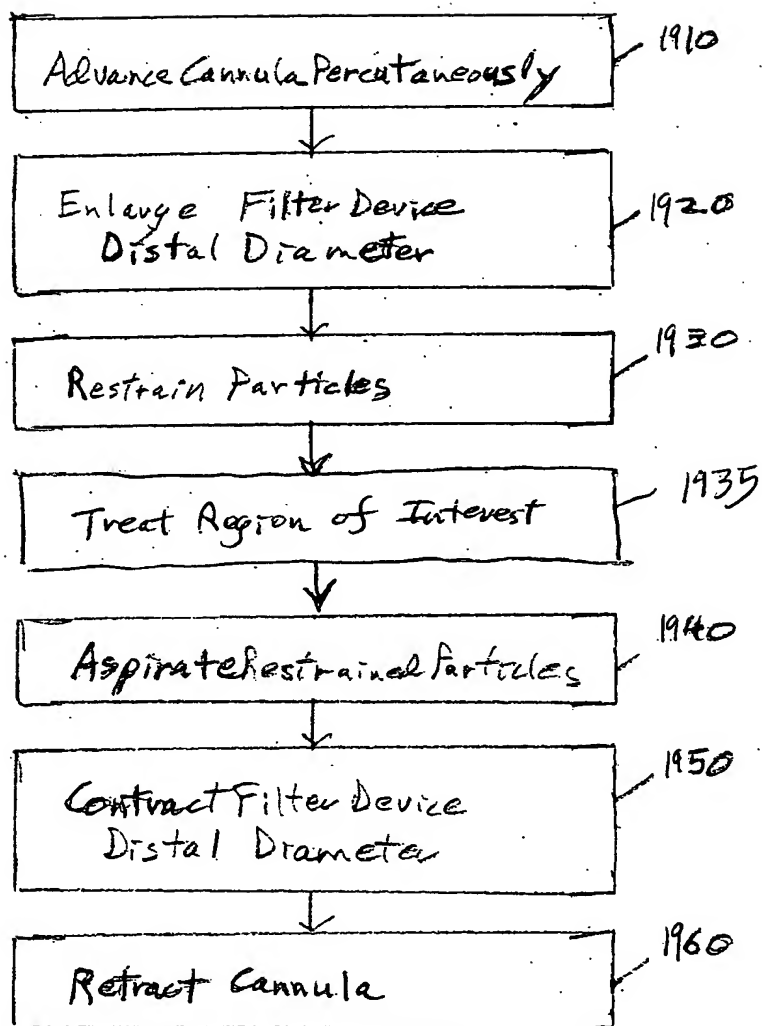 Advance Cannula Percutaneously
1910
Enlarge Filter Device
Distal Diameter
1920
Restrain Particles
1930
Treat Region of Interest
1935
Aspirate Restrained Particles
1940
Contract Filter Device
Distal Diameter
1950
Retract Cannula
1960